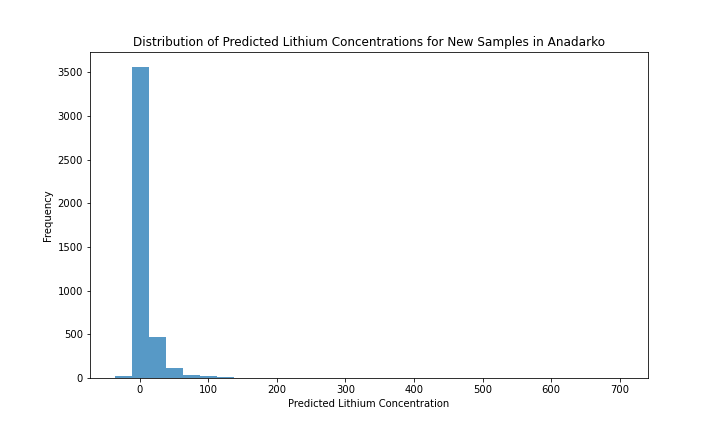 Distribution of Predicted Lithium Concentrations for New Samples in Anadarko
3500
3000
2500
2000
1500
1000
500
0
Frequency
0 100 200 300 400 500 600 700
Predicted Lithium Concentration